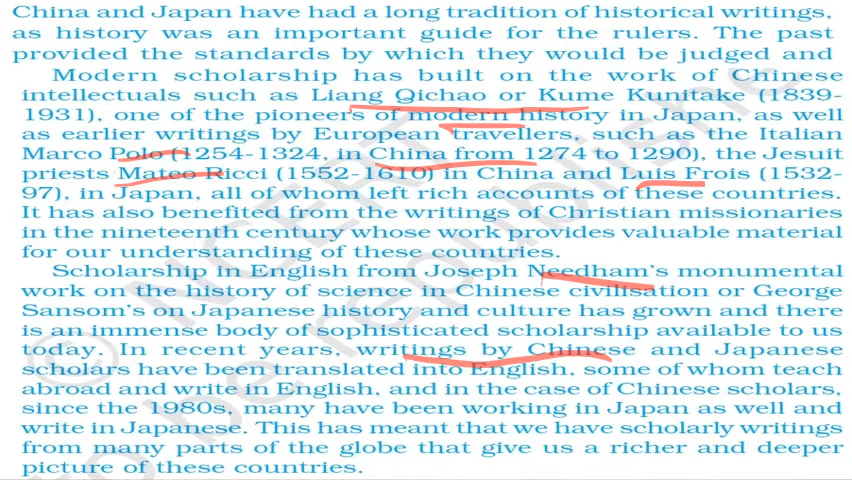 China and Japan have had a long tradition of historical writings,
as history was an important guide for the rulers. The past
provided the standards by which they would be judged and
Modern scholarship has built on the work of Chinese
intellectuals such as Liang Qichao or Kume Kunitake (1839-
1931), one of the pioneers of modern history in Japan, as well
as earlier writings by European travellers, such as the Italian
Marco Polo (1254-1324, in China from 1274 to 1290), the Jesuit
priests Mateo Ricci (1552-1610) in China and Luis Frois (1532-
97), in Japan, all of whom left rich accounts of these countries.
It has also benefited from the writings of Christian missionaries
in the nineteenth century whose work provides valuable material
for our understanding of these countries.
Scholarship in English from Joseph Needham's monumental
work on the history of science in Chinese civilisation or George
Sansom's on Japanese history and culture has grown and there
is an immense body of sophisticated scholarship available to us
today. In recent years, writings by Chinese and Japanese
scholars have been translated into English, some of whom teach
abroad and write in English, and in the case of Chinese scholars,
since the 1980s, many have been working in Japan as well and
write in Japanese. This has meant that we have scholarly writings
from many parts of the globe that give us a richer and deeper
picture of these countries.
© NCERT
to be republished